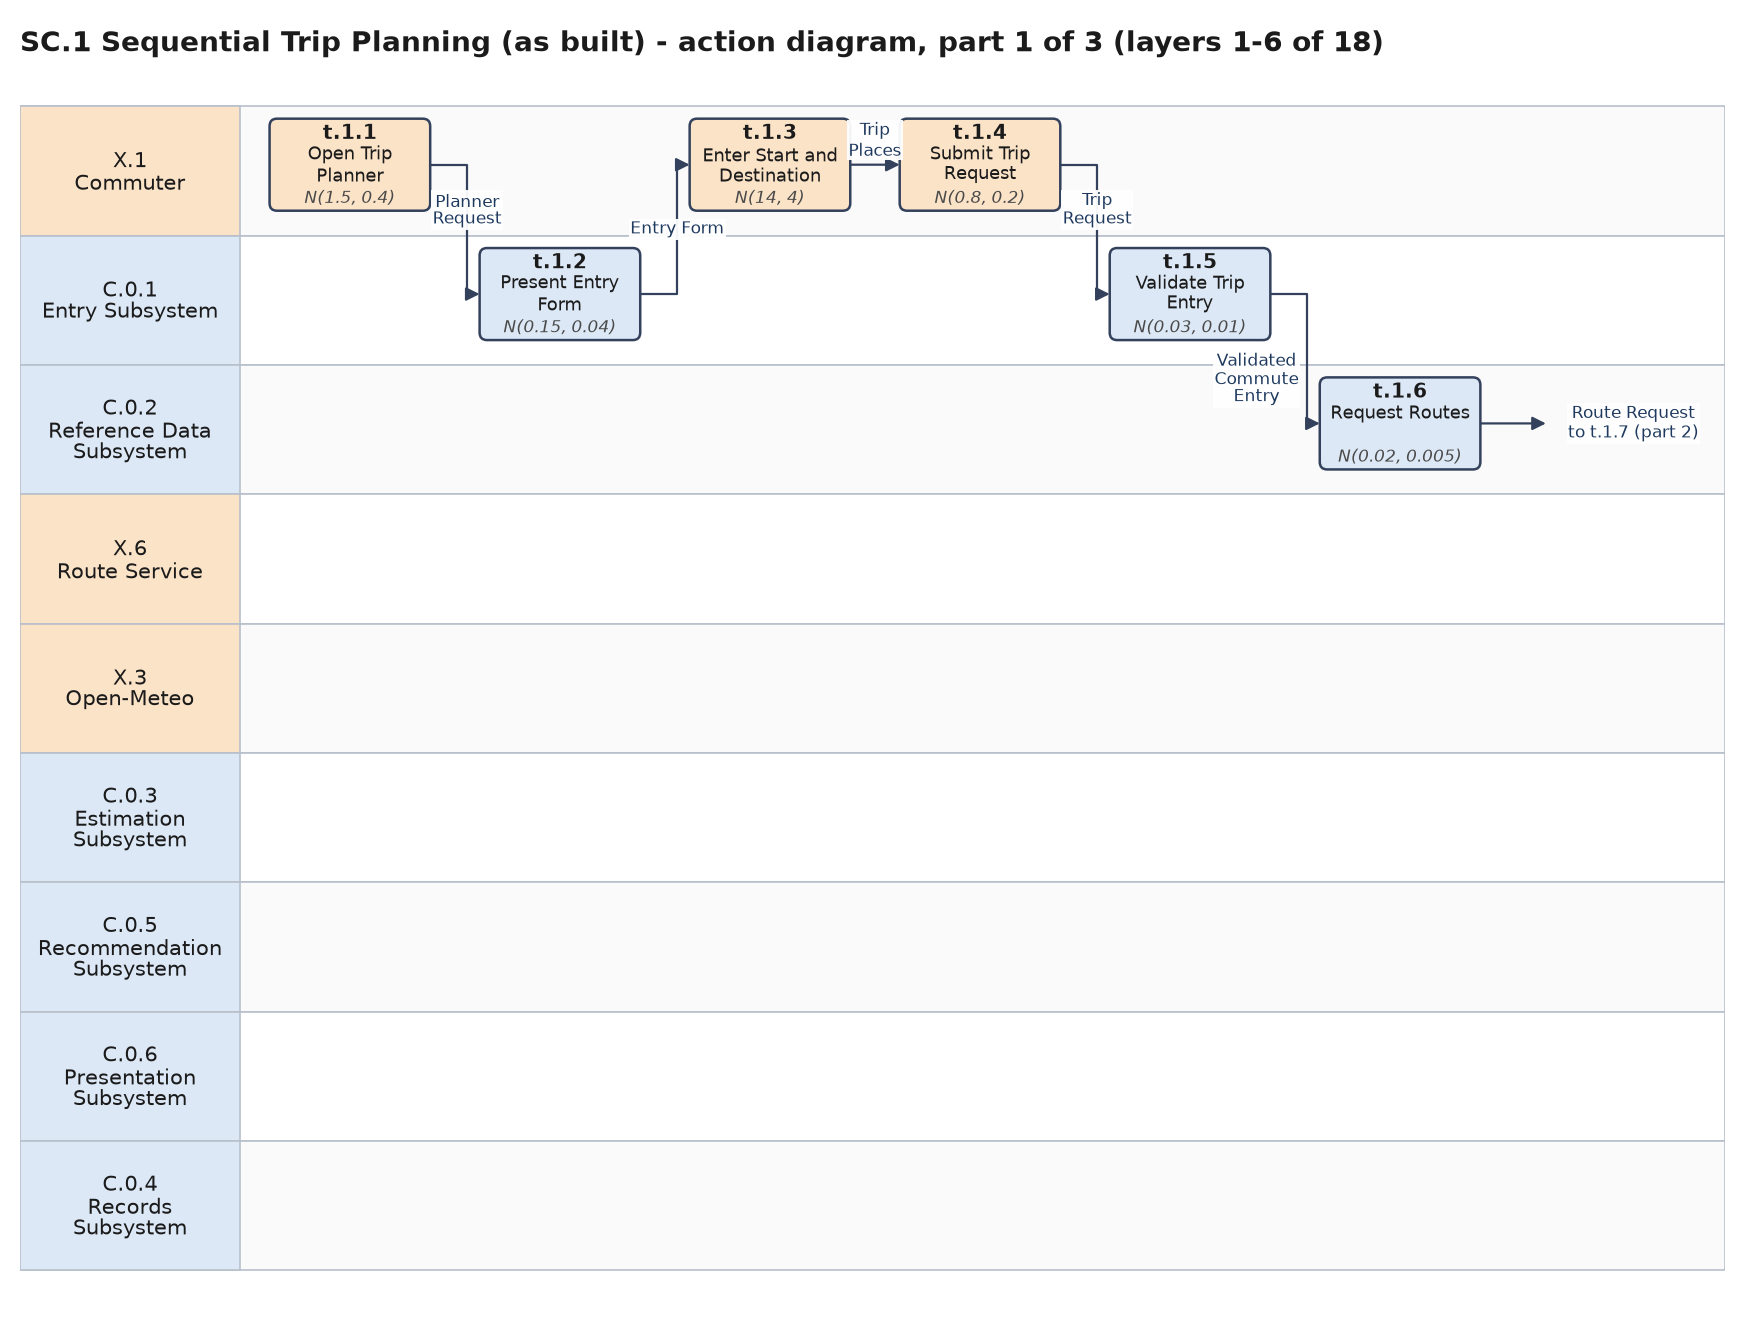 SC.1 Sequential Trip Planning (as built) - action diagram, part 1 of 3 (layers 1-6 of 18)
X.1
Commuter
t.1.1
Open Trip
Planner
N(1.5, 0.4)
Planner
Request
Entry Form
t.1.3
Enter Start and
Destination
N(14, 4)
Trip
Places
t.1.4
Submit Trip
Request
N(0.8, 0.2)
Trip
Request
C.0.1
Entry Subsystem
t.1.2
Present Entry
Form
N(0.15, 0.04)
t.1.5
Validate Trip
Entry
N(0.03, 0.01)
Validated
Commute
Entry
C.0.2
Reference Data
Subsystem
t.1.6
Request Routes
N(0.02, 0.005)
Route Request
to t.1.7 (part 2)
X.6
Route Service
X.3
Open-Meteo
C.0.3
Estimation
Subsystem
C.0.5
Recommendation
Subsystem
C.0.6
Presentation
Subsystem
C.0.4
Records
Subsystem